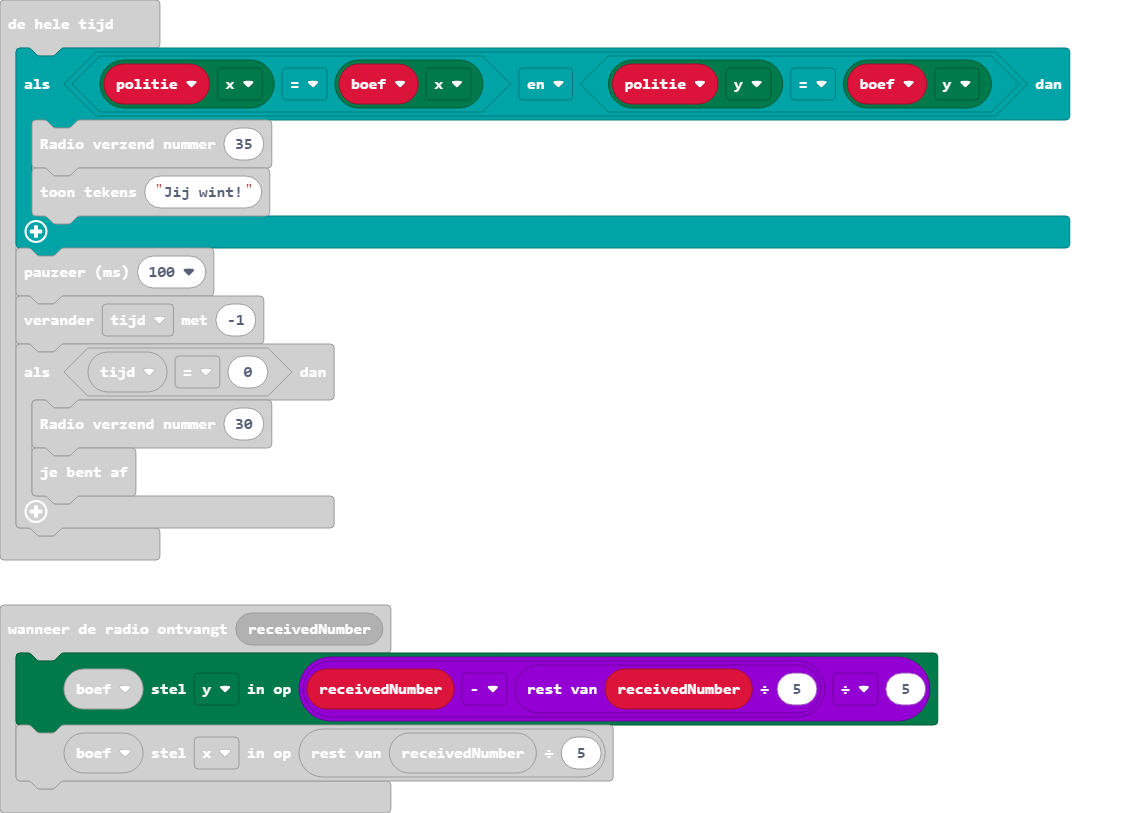 de hele tijd
als politie x = boef x en politie y = boef y dan
Radio verzend nummer 35
toon tekens "Jij wint!"
pauzeer (ms) 100
verander tijd met -1
als tijd = 0 dan
Radio verzend nummer 30
je bent af
wanneer de radio ontvangt receivedNumber
boef stel y in op receivedNumber - rest van receivedNumber ÷ 5 ÷ 5
boef stel x in op rest van receivedNumber ÷ 5